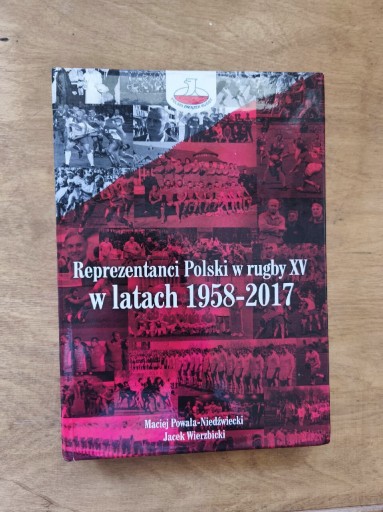 Reprezentanci Polski w rugby XV
w latach 1958-2017
Maciej Powała-Niedźwiecki
Jacek Wierzbicki